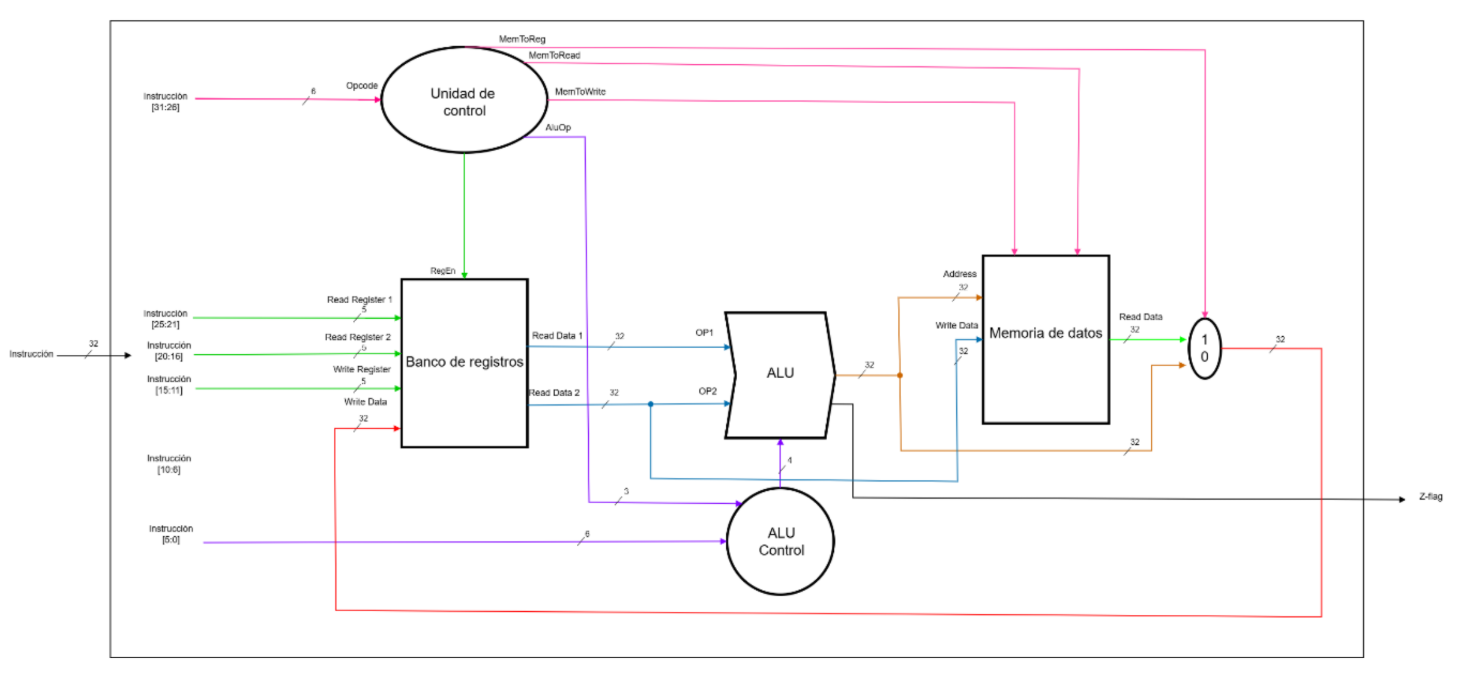 MemToReg
MemToRead
Opcode
6
Instrucción
[31:26]
Unidad de
control
MemToWrite
AluOp
RegEn
Read Register 1
5
Instrucción
[25:21]
Read Register 2
5
Instrucción
[20:16]
Write Register
5
Instrucción
[15:11]
Write Data
32
Instrucción
32
Banco de registros
Read Data 1
32
Read Data 2
32
OP1
OP2
ALU
32
Address
32
Write Data
32
Memoria de datos
Read Data
32
1
0
32
32
Instrucción
[10:6]
4
3
Z-flag
Instrucción
[5:0]
6
ALU
Control